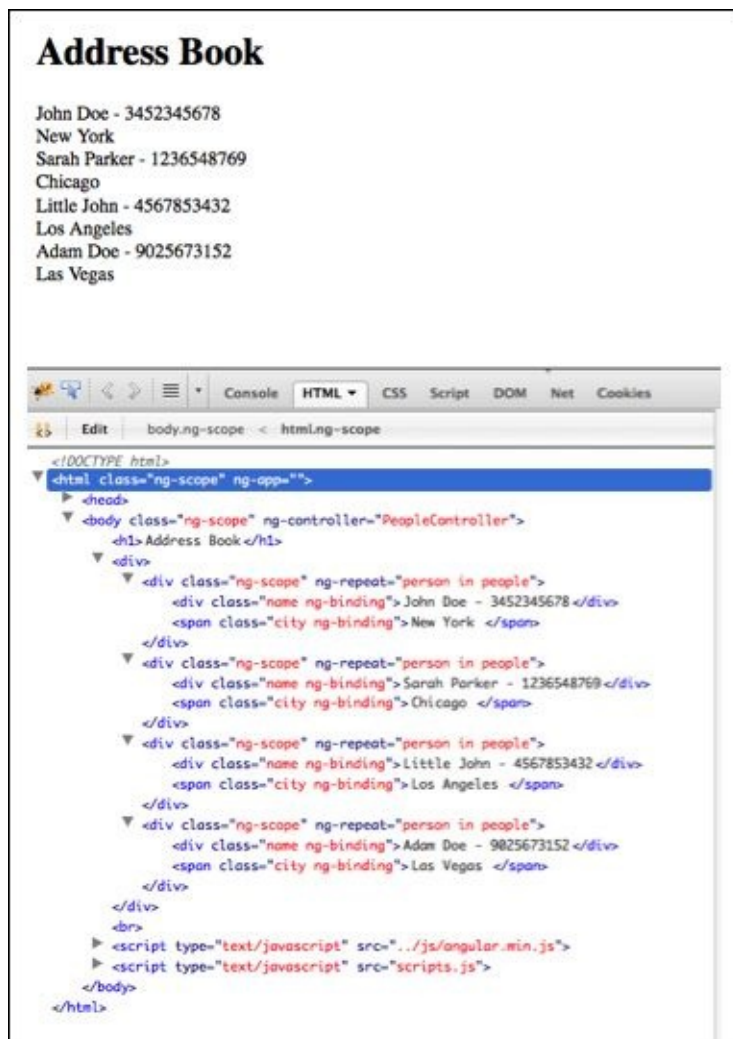 Address Book
John Doe - 3452345678
New York
Sarah Parker - 1236548769
Chicago
Little John - 4567853432
Los Angeles
Adam Doe - 9025673152
Las Vegas
Console HTML CSS Script DOM Net Cookies
Edit body.ng-scope < html.ng-scope
<!DOCTYPE html>
<html class="ng-scope" ng-app="">
<head>
<body class="ng-scope" ng-controller="PeopleController">
<h1>Address Book</h1>
<div>
<div class="ng-scope" ng-repeat="person in people">
<div class="name ng-binding">John Doe - 3452345678</div>
<span class="city ng-binding">New York </span>
</div>
<div class="ng-scope" ng-repeat="person in people">
<div class="name ng-binding">Sarah Parker - 1236548769</div>
<span class="city ng-binding">Chicago </span>
</div>
<div class="ng-scope" ng-repeat="person in people">
<div class="name ng-binding">Little John - 4567853432</div>
<span class="city ng-binding">Los Angeles </span>
</div>
<div class="ng-scope" ng-repeat="person in people">
<div class="name ng-binding">Adam Doe - 9025673152</div>
<span class="city ng-binding">Las Vegas </span>
</div>
</div>
<br>
<script type="text/javascript" src="../js/angular.min.js">
<script type="text/javascript" src="scripts.js">
</body>
</html>